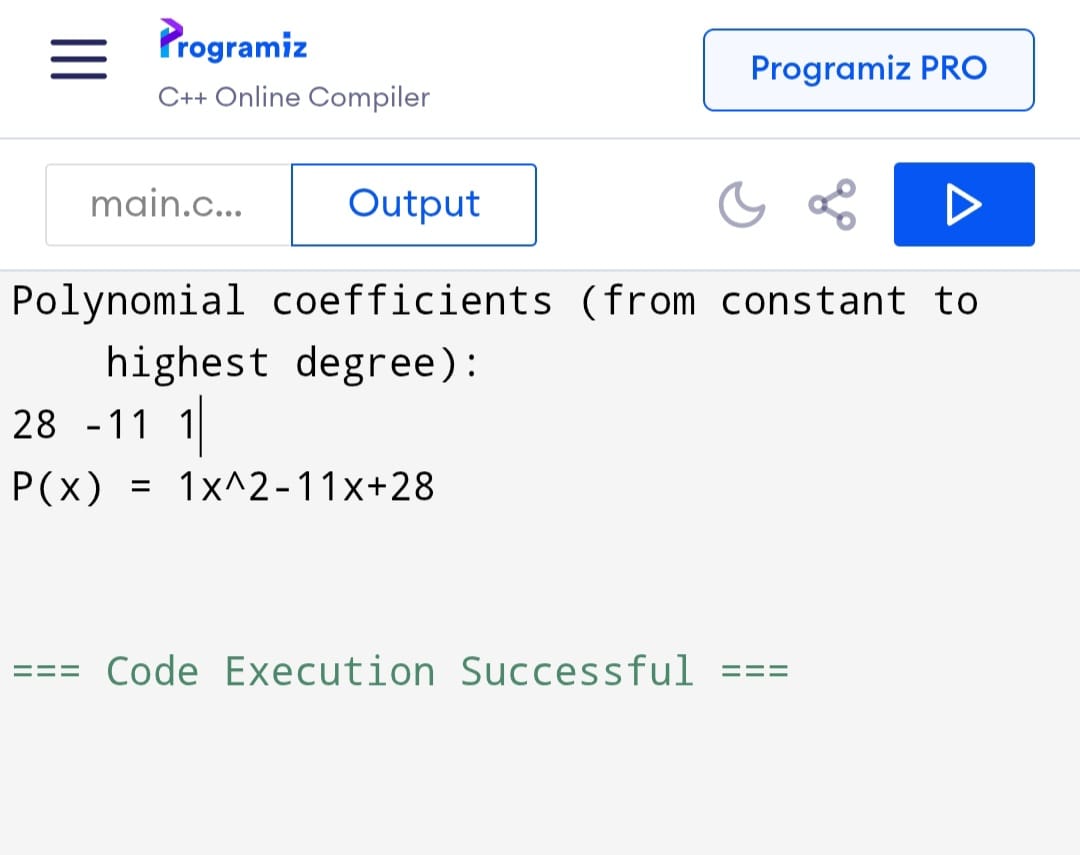 Programiz
C++ Online Compiler
Programiz PRO
main.c...
Output
Polynomial coefficients (from constant to
highest degree):
28 -11 1
P(x) = 1x^2-11x+28
=== Code Execution Successful ===